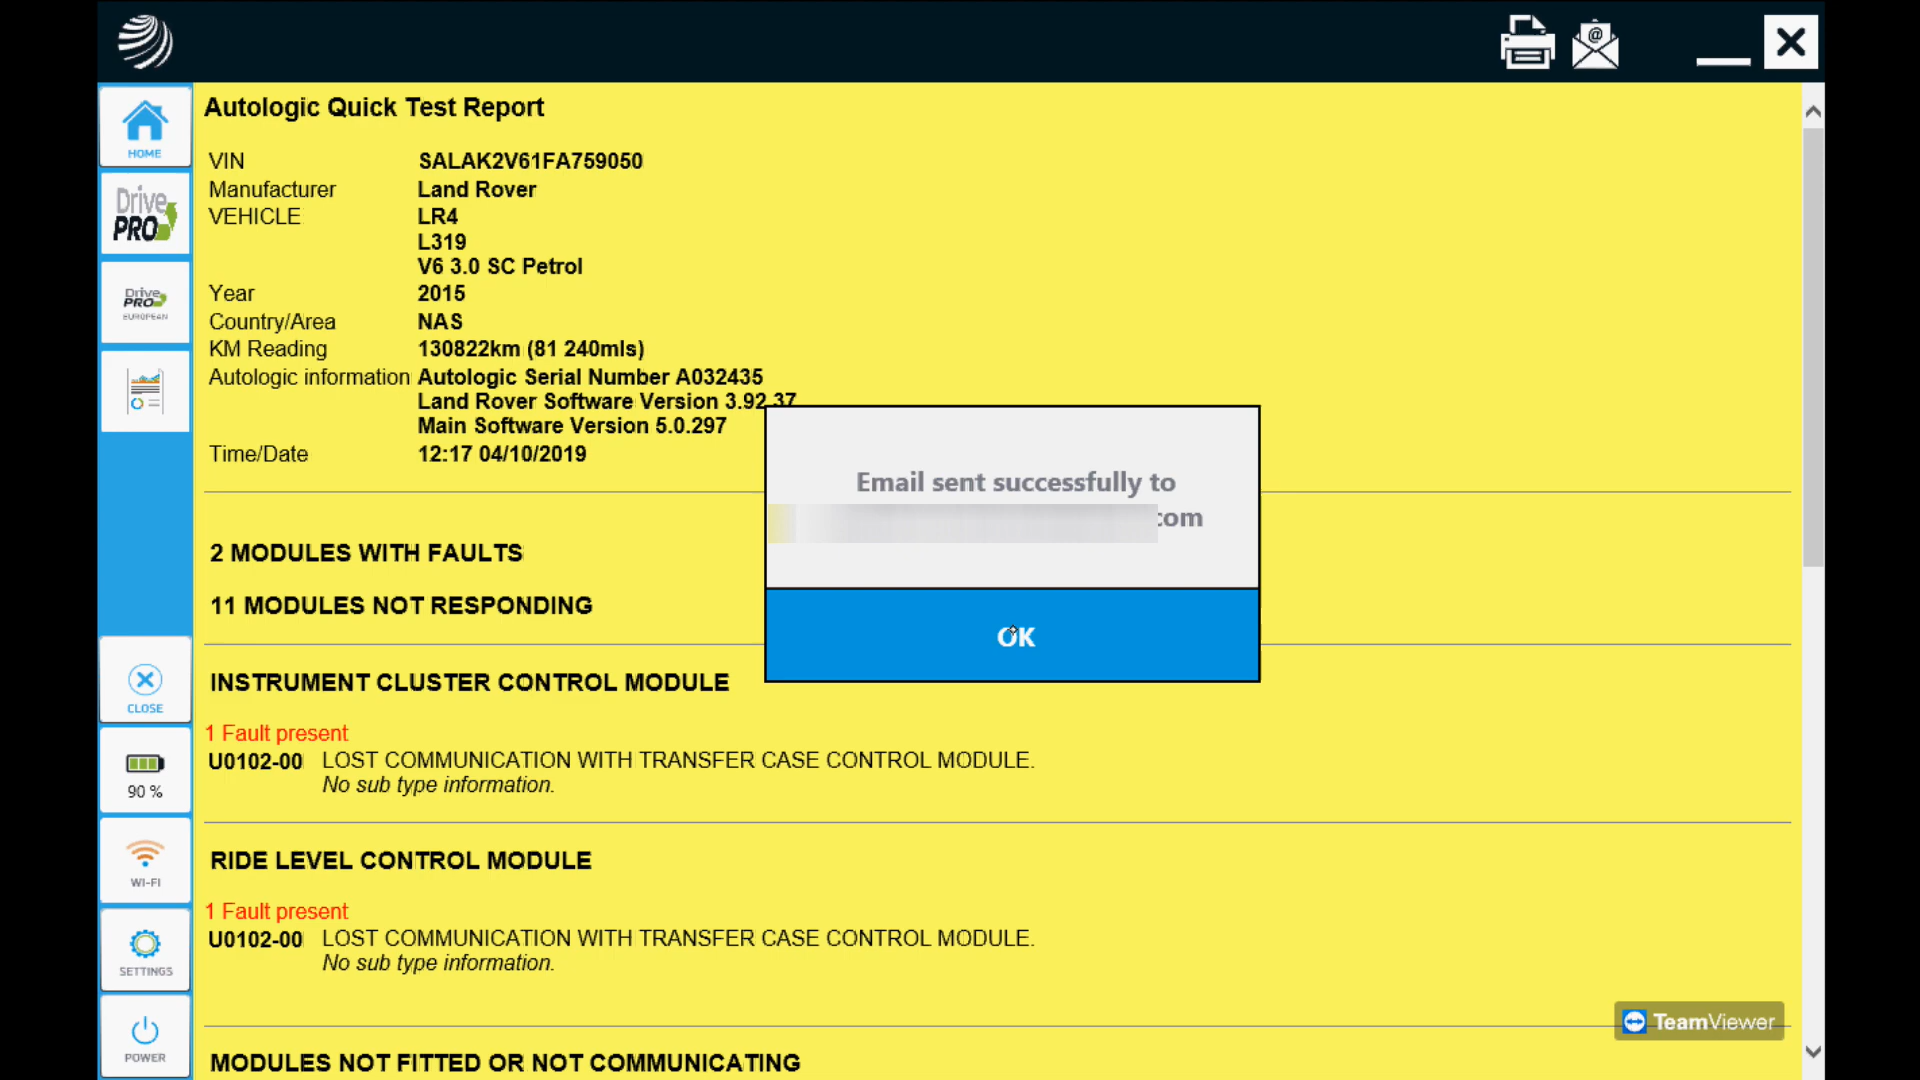 Autologic Quick Test Report
VIN SALAK2V61FA759050
Manufacturer Land Rover
VEHICLE LR4
L319
V6 3.0 SC Petrol
Year 2015
Country/Area NAS
KM Reading 130822km (81 240mls)
Autologic information Autologic Serial Number A032435
Land Rover Software Version 3.92.37
Main Software Version 5.0.297
Time/Date 12:17 04/10/2019
2 MODULES WITH FAULTS
11 MODULES NOT RESPONDING
INSTRUMENT CLUSTER CONTROL MODULE
1 Fault present
U0102-00 LOST COMMUNICATION WITH TRANSFER CASE CONTROL MODULE.
No sub type information.
RIDE LEVEL CONTROL MODULE
1 Fault present
U0102-00 LOST COMMUNICATION WITH TRANSFER CASE CONTROL MODULE.
No sub type information.
MODULES NOT FITTED OR NOT COMMUNICATING
Email sent successfully to
com
OK
HOME
Drive
PRO
Drive
PRO
EUROPEAN
CLOSE
90 %
WI-FI
SETTINGS
POWER
@
TeamViewer